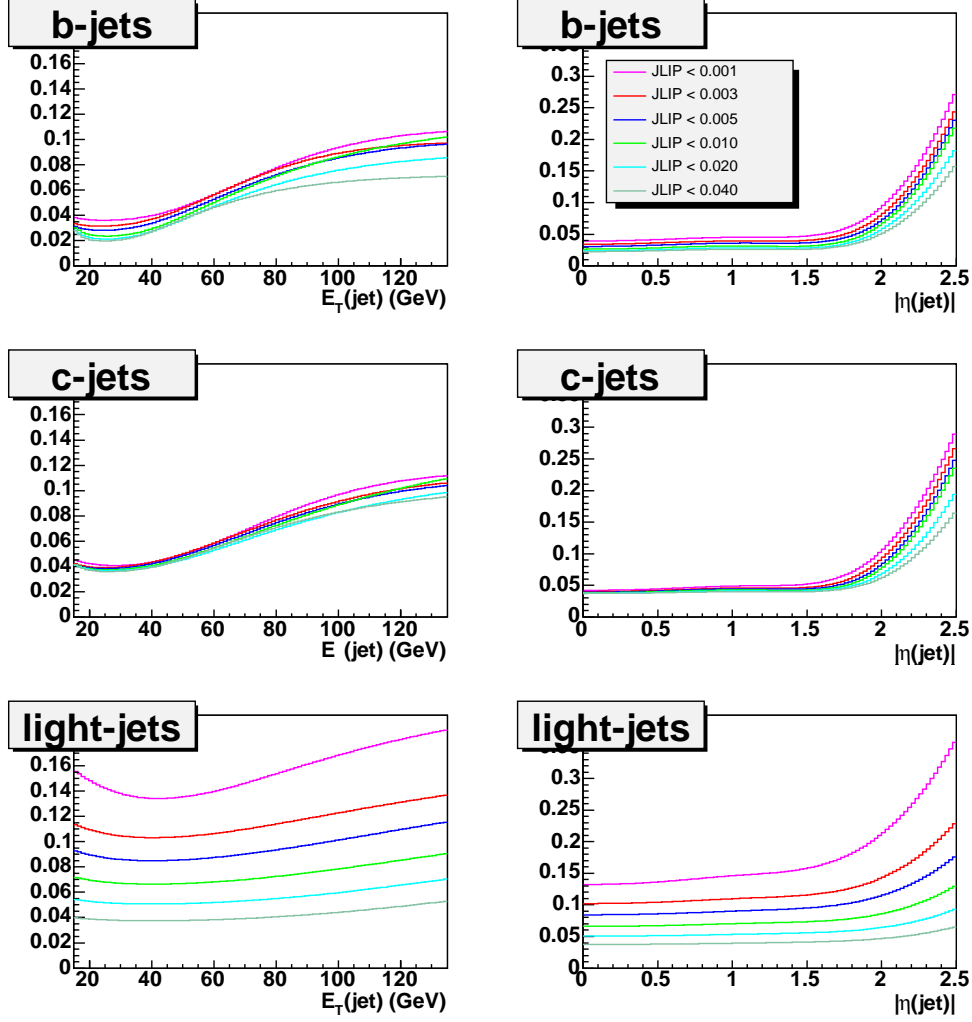 b-jets
0.16
0.14
0.12
0.1
0.08
0.06
0.04
0.02
0
20 40 60 80 100 120
E_T(jet) (GeV)
b-jets
0.3
0.25
0.2
0.15
0.1
0.05
0
0 0.5 1 1.5 2 2.5
|η(jet)|
JLIP < 0.001
JLIP < 0.003
JLIP < 0.005
JLIP < 0.010
JLIP < 0.020
JLIP < 0.040
c-jets
0.16
0.14
0.12
0.1
0.08
0.06
0.04
0.02
0
20 40 60 80 100 120
E (jet) (GeV)
c-jets
0.3
0.25
0.2
0.15
0.1
0.05
0
0 0.5 1 1.5 2 2.5
|η(jet)|
light-jets
0.16
0.14
0.12
0.1
0.08
0.06
0.04
0.02
0
20 40 60 80 100 120
E_T(jet) (GeV)
light-jets
0.3
0.25
0.2
0.15
0.1
0.05
0
0 0.5 1 1.5 2 2.5
|η(jet)|